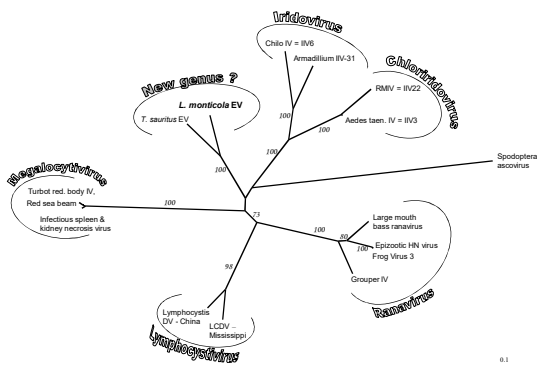 Iridovirus
Chilo IV = IIV6
Armadillium IIV-31
Chloriridovirus
RMIV = IIV22
Aedes taen. IV = IIV3
100
100
100
New genus ?
L. monticola EV
T. sauritus EV
100
Spodoptera
ascovirus
Megalocytivirus
Turbot red. body IV,
Red sea beam
Infectious spleen &
kidney necrosis virus
100
73
100
80
100
Large mouth
bass ranavirus
Epizootic HN virus
Frog Virus 3
Grouper IV
Ranavirus
98
Lymphocystis
DV - China
LCDV –
Mississippi
Lymphocystivirus
0.1